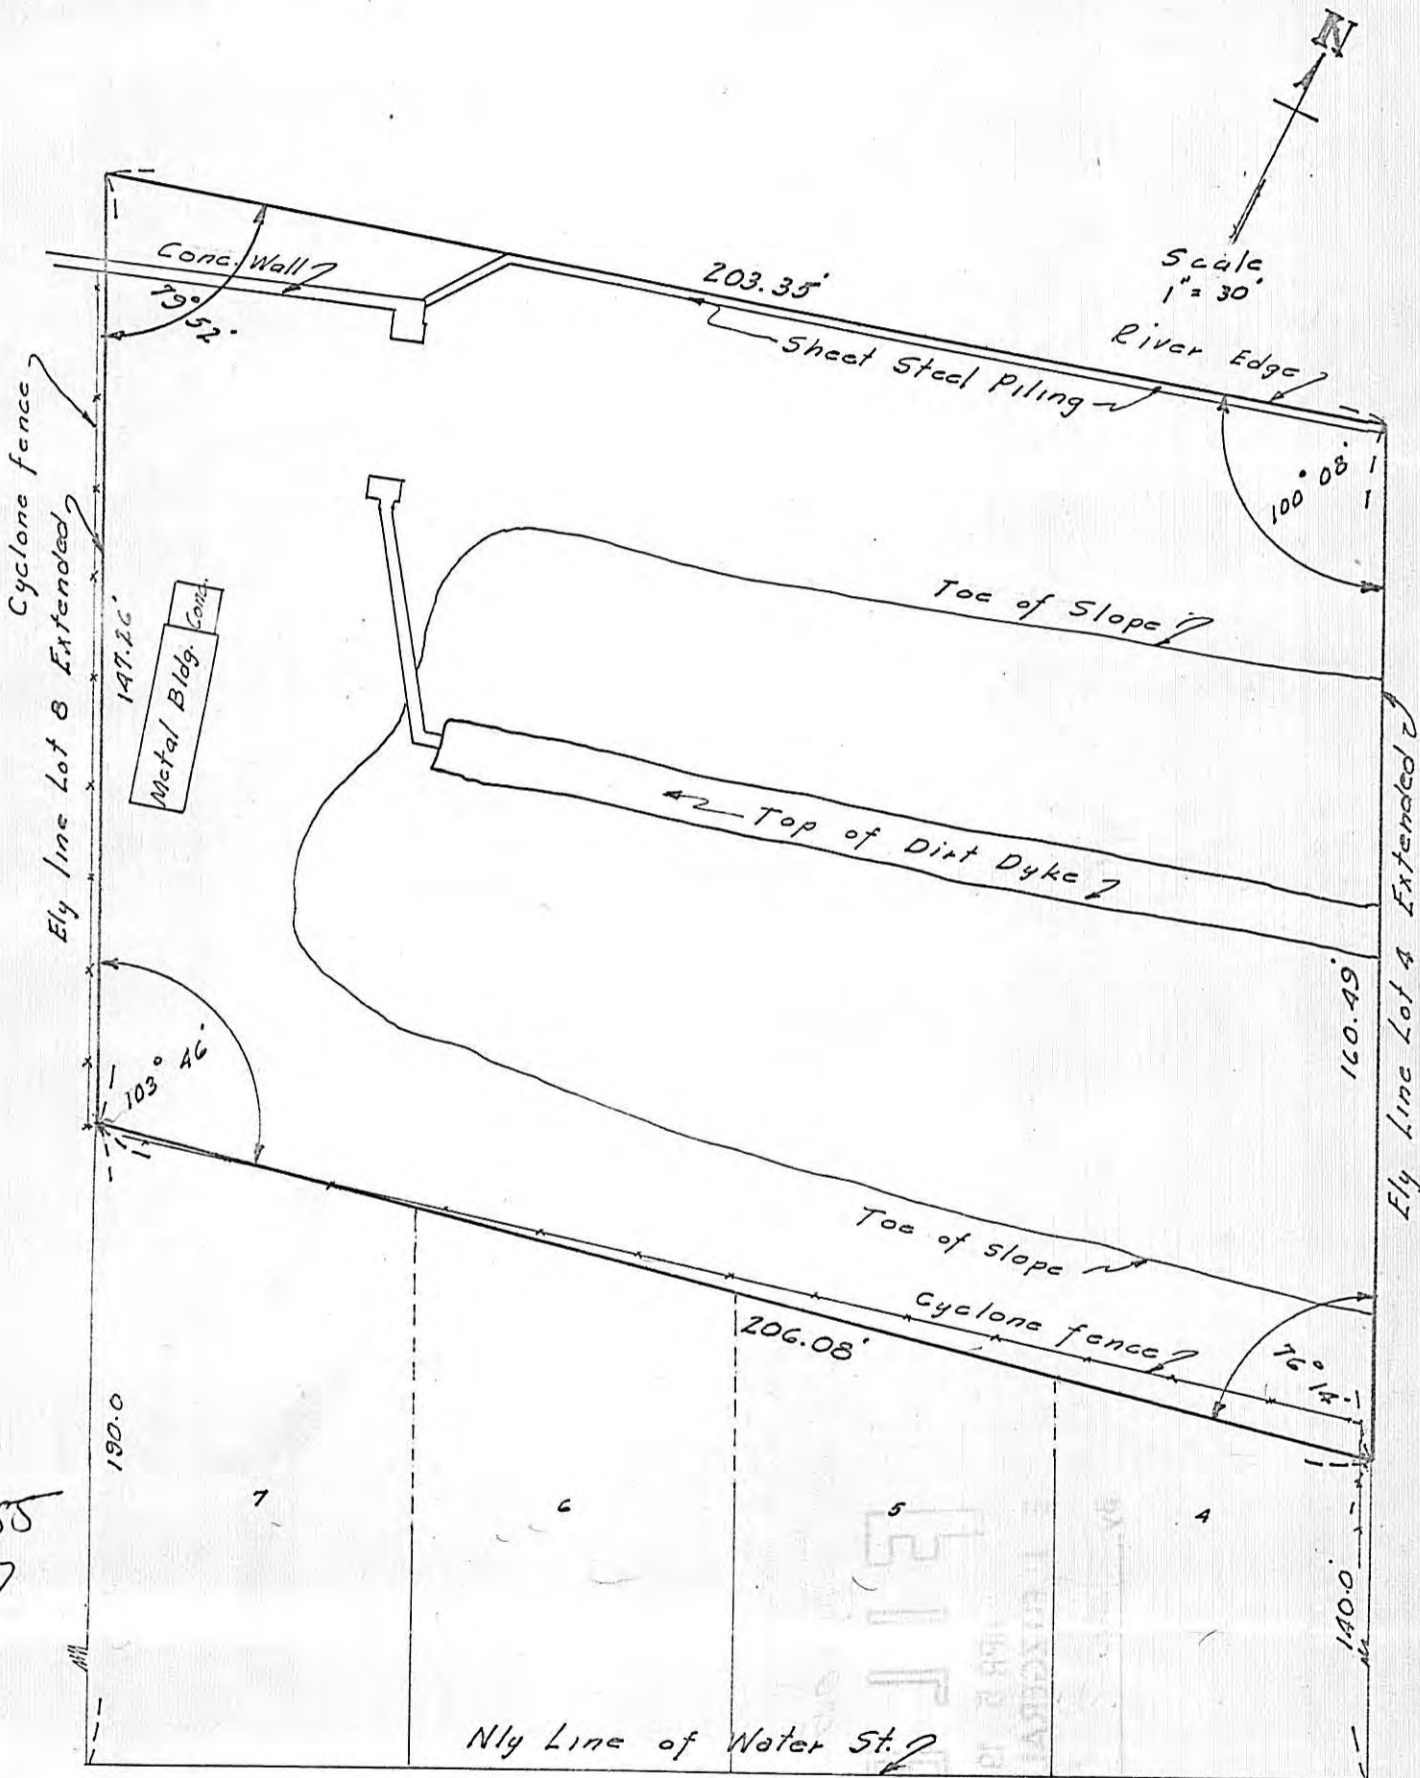 N
Scale
1" = 30'
Conc. Wall
79° 52'
203.35'
Sheet Steel Piling
River Edge
100° 08'
Cyclone fence
Ely line Lot 8 Extended
147.26'
Metal Bldg.
Conc.
Toe of Slope
Top of Dirt Dyke
160.49'
Ely Line Lot 4 Extended
103° 46'
Toe of Slope
Cyclone fence
206.08'
76° 14'
190.0
7
6
5
4
140.0'
Nly Line of Water St.